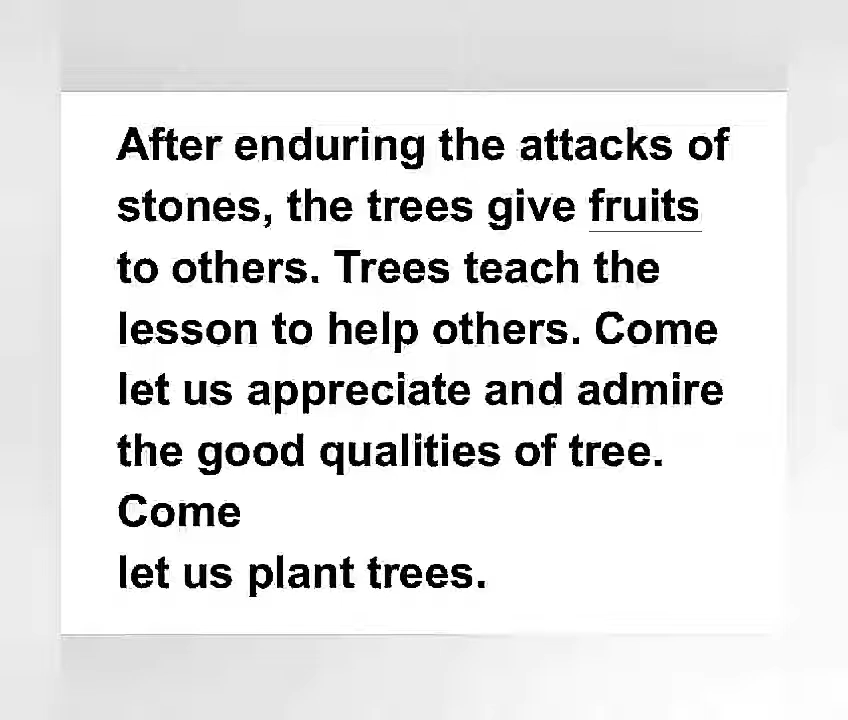 After enduring the attacks of
stones, the trees give fruits
to others. Trees teach the
lesson to help others. Come
let us appreciate and admire
the good qualities of tree.
Come
let us plant trees.